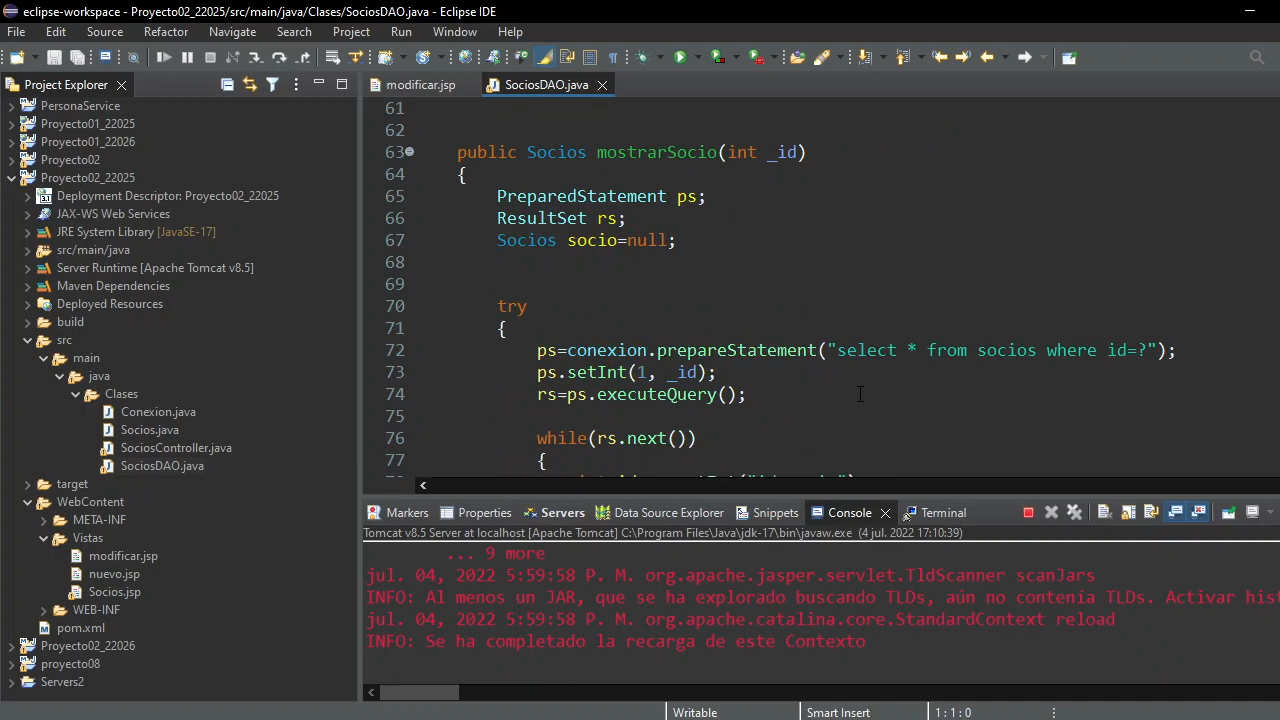 eclipse-workspace - Proyecto02_22025/src/main/java/Clases/SociosDAO.java - Eclipse IDE
File Edit Source Refactor Navigate Search Project Run Window Help
Project Explorer
PersonaService
Proyecto01_22025
Proyecto01_22026
Proyecto02
Proyecto02_22025
Deployment Descriptor: Proyecto02_22025
JAX-WS Web Services
JRE System Library [JavaSE-17]
src/main/java
Server Runtime [Apache Tomcat v8.5]
Maven Dependencies
Deployed Resources
build
src
main
java
Clases
Conexion.java
Socios.java
SociosController.java
SociosDAO.java
target
WebContent
META-INF
Vistas
modificar.jsp
nuevo.jsp
Socios.jsp
WEB-INF
pom.xml
Proyecto02_22026
proyecto08
Servers2
modificar.jsp SociosDAO.java
61
62
63 public Socios mostrarSocio(int _id)
64 {
65 PreparedStatement ps;
66 ResultSet rs;
67 Socios socio=null;
68
69
70 try
71 {
72 ps=conexion.prepareStatement("select * from socios where id=?");
73 ps.setInt(1, _id);
74 rs=ps.executeQuery();
75
76 while(rs.next())
77 {
Markers Properties Servers Data Source Explorer Snippets Console Terminal
Tomcat v8.5 Server at localhost [Apache Tomcat] C:\Program Files\Java\jdk-17\bin\javaw.exe (4 jul. 2022 17:10:39)
... 9 more
jul. 04, 2022 5:59:58 P. M. org.apache.jasper.servlet.TldScanner scanJars
INFO: Al menos un JAR, que se ha explorado buscando TLDs, aún no contenía TLDs. Activar hist
jul. 04, 2022 5:59:58 P. M. org.apache.catalina.core.StandardContext reload
INFO: Se ha completado la recarga de este Contexto
Writable Smart Insert 1 : 1 : 0